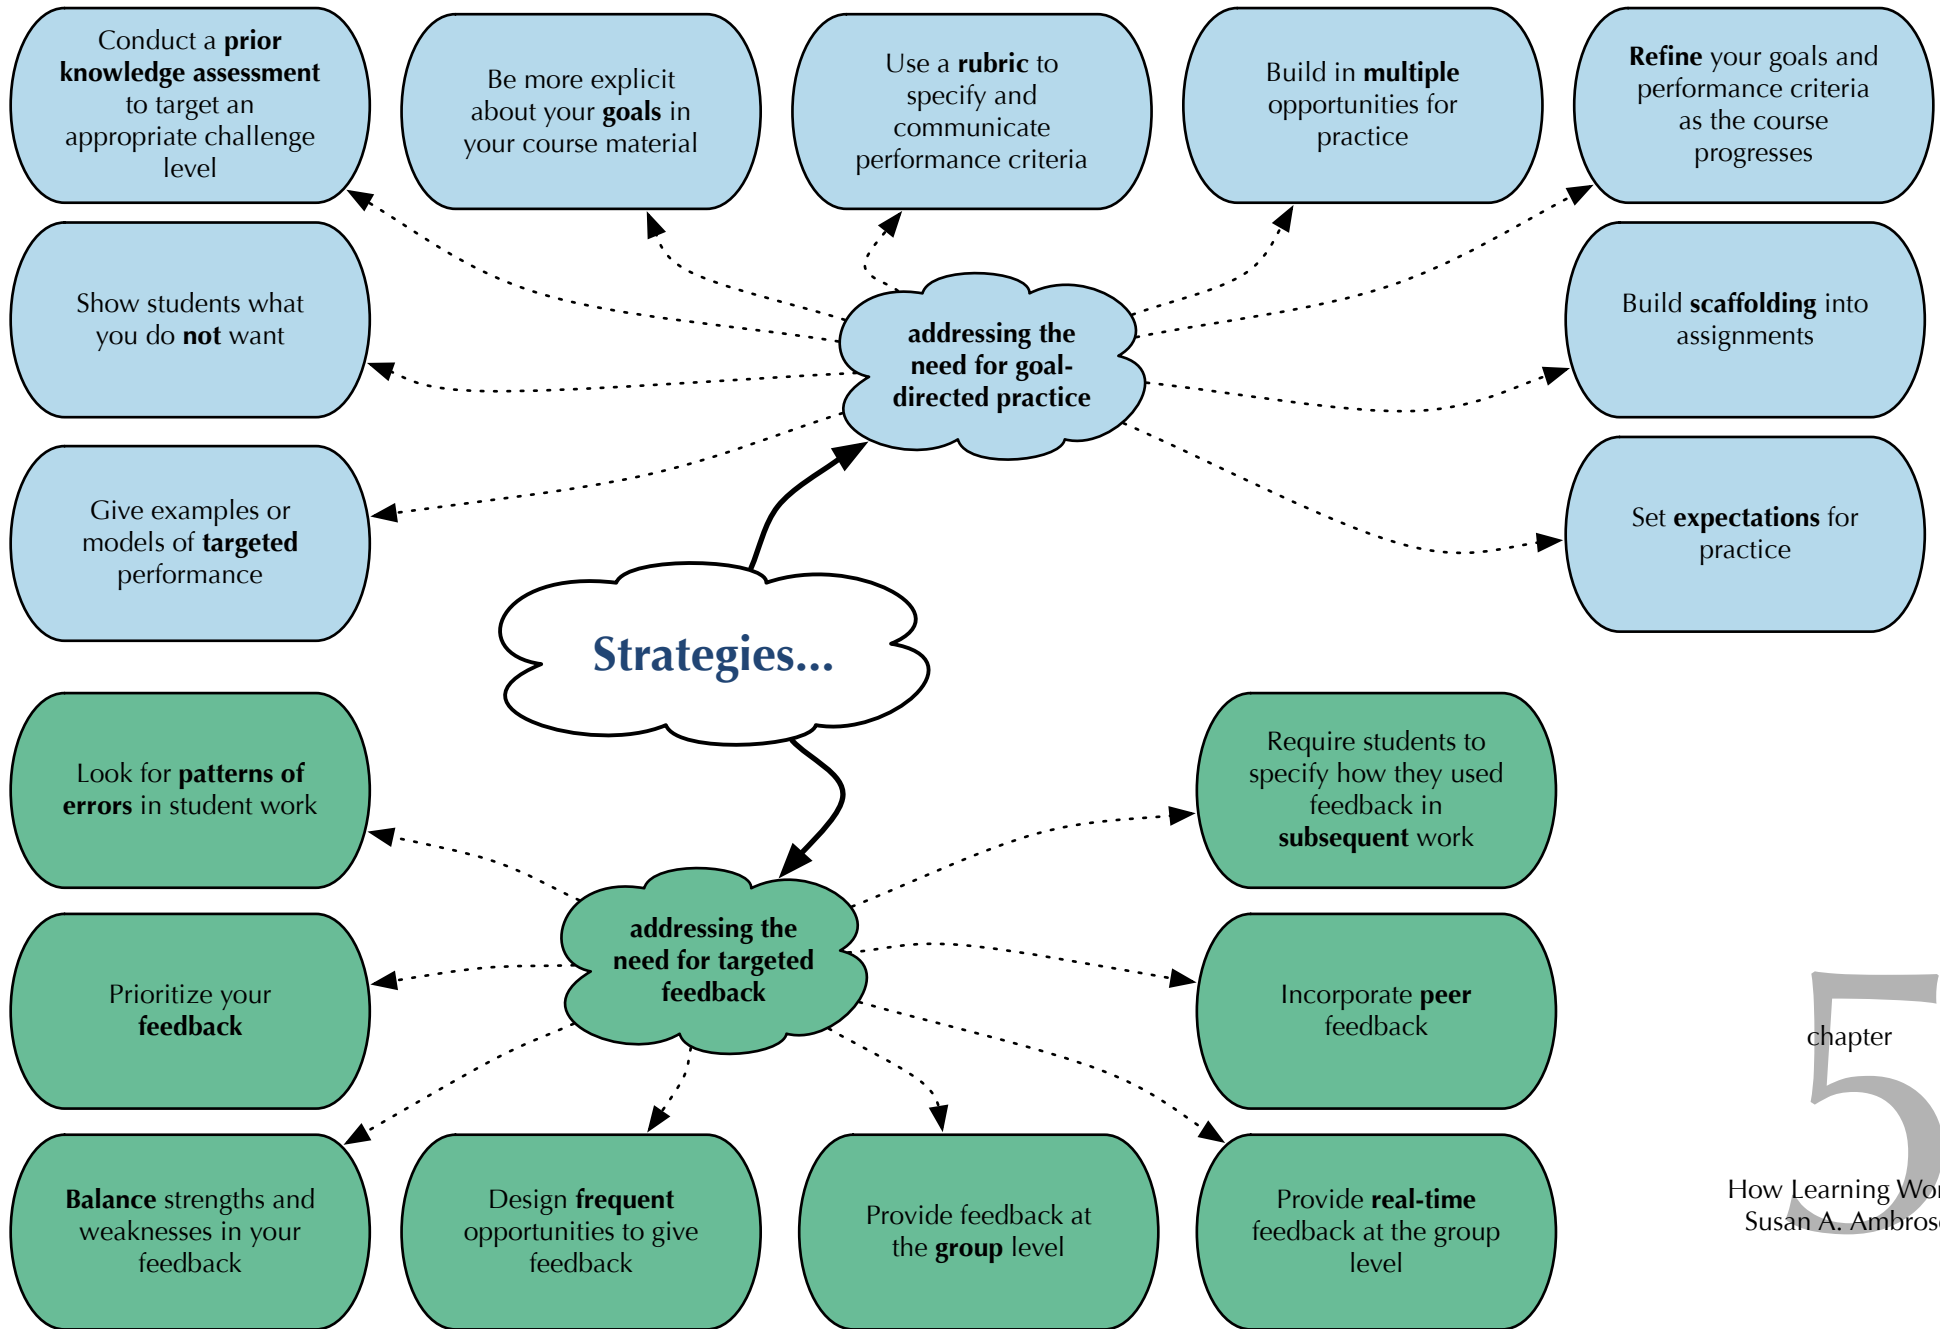 Conduct a prior
knowledge assessment
to target an
appropriate challenge
level
Be more explicit
about your goals in
your course material
Use a rubric to
specify and
communicate
performance criteria
Build in multiple
opportunities for
practice
Refine your goals and
performance criteria
as the course
progresses
Show students what
you do not want
addressing the
need for goal-
directed practice
Build scaffolding into
assignments
Give examples or
models of targeted
performance
Set expectations for
practice
Strategies...
Look for patterns of
errors in student work
Require students to
specify how they used
feedback in
subsequent work
addressing the
need for targeted
feedback
Prioritize your
feedback
Incorporate peer
feedback
chapter
5
Balance strengths and
weaknesses in your
feedback
Design frequent
opportunities to give
feedback
Provide feedback at
the group level
Provide real-time
feedback at the group
level
How Learning Wor
Susan A. Ambrose